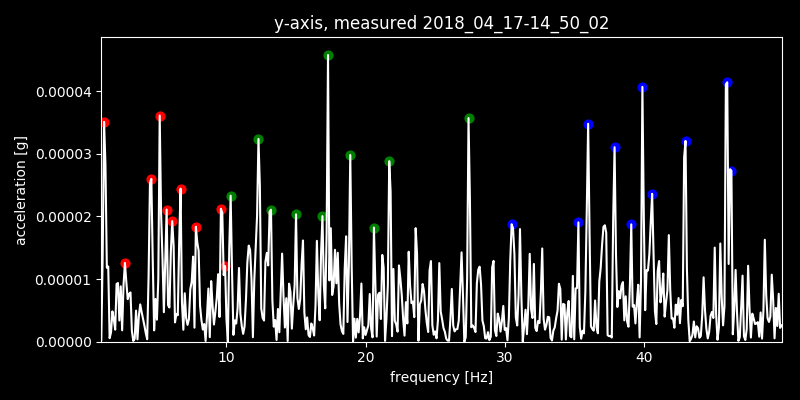 y-axis, measured 2018_04_17-14_50_02
0.00004
0.00003
0.00002
0.00001
0.00000
acceleration [g]
10 20 30 40
frequency [Hz]